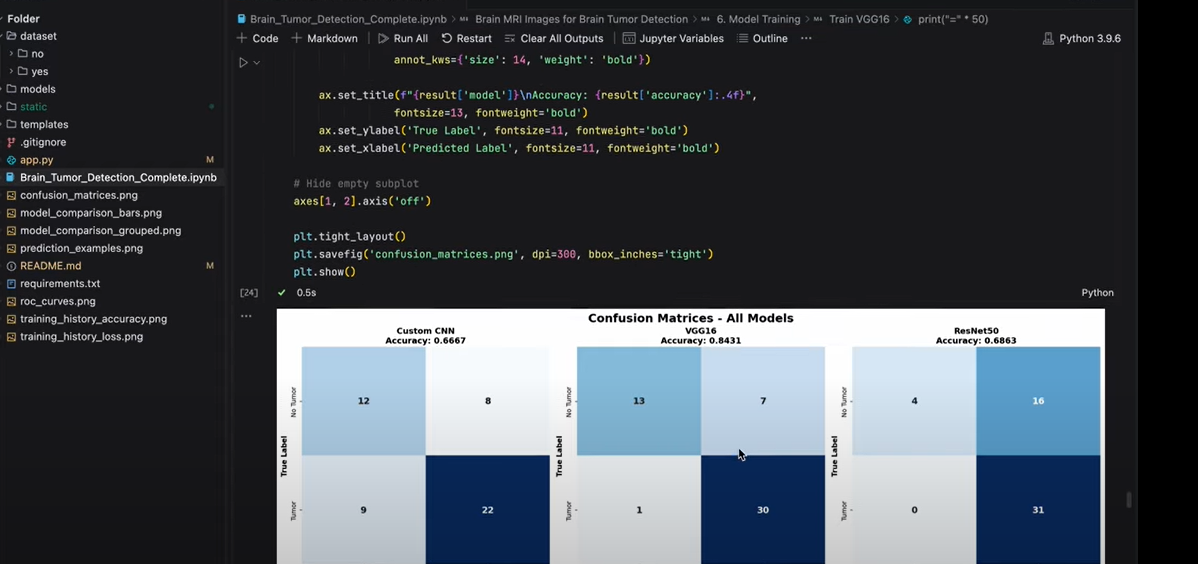 Folder
dataset
no
yes
models
static
templates
.gitignore
app.py M
Brain_Tumor_Detection_Complete.ipynb
confusion_matrices.png
model_comparison_bars.png
model_comparison_grouped.png
prediction_examples.png
README.md M
requirements.txt
roc_curves.png
training_history_accuracy.png
training_history_loss.png
Brain_Tumor_Detection_Complete.ipynb > M↓ Brain MRI Images for Brain Tumor Detection > M↓ 6. Model Training > M↓ Train VGG16 > print("=" * 50)
+ Code + Markdown Run All Restart Clear All Outputs Jupyter Variables Outline ... Python 3.9.6
annot_kws={'size': 14, 'weight': 'bold'})
ax.set_title(f"{result['model']}\nAccuracy: {result['accuracy']:.4f}",
fontsize=13, fontweight='bold')
ax.set_ylabel('True Label', fontsize=11, fontweight='bold')
ax.set_xlabel('Predicted Label', fontsize=11, fontweight='bold')
# Hide empty subplot
axes[1, 2].axis('off')
plt.tight_layout()
plt.savefig('confusion_matrices.png', dpi=300, bbox_inches='tight')
plt.show()
[24] ✓ 0.5s Python
...
Confusion Matrices - All Models
Custom CNN
Accuracy: 0.6667
No Tumor
12 8
True Label
Tumor
9 22
VGG16
Accuracy: 0.8431
No Tumor
13 7
True Label
Tumor
1 30
ResNet50
Accuracy: 0.6863
No Tumor
4 16
True Label
Tumor
0 31